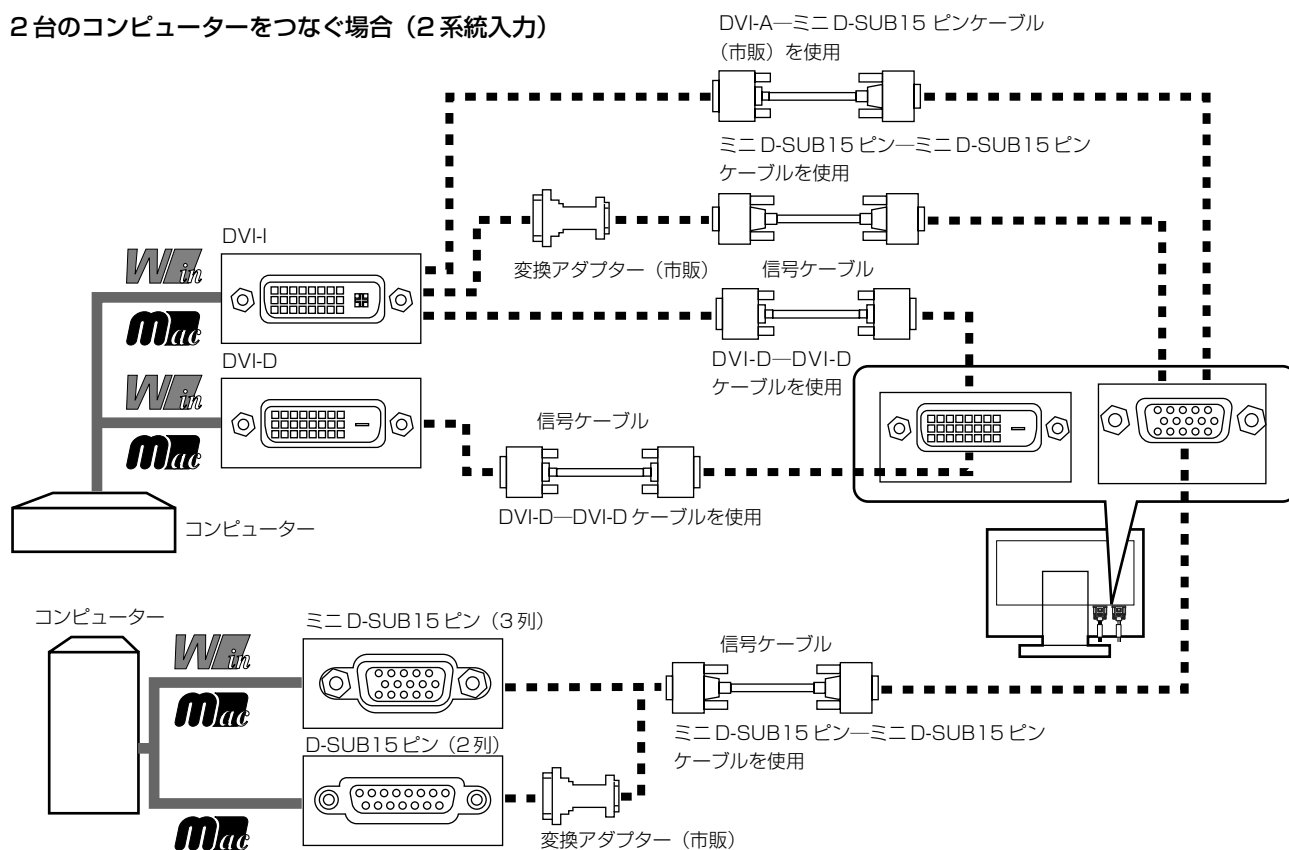 2台のコンピューターをつなぐ場合（2系統入力）
DVI-A―ミニD-SUB15 ピンケーブル
（市販）を使用
ミニD-SUB15ピン―ミニD-SUB15ピン
ケーブルを使用
DVI-I
Win
Mac
変換アダプター（市販）
信号ケーブル
DVI-D―DVI-D
ケーブルを使用
DVI-D
Win
Mac
信号ケーブル
DVI-D―DVI-Dケーブルを使用
コンピューター
コンピューター
Win
Mac
ミニD-SUB15ピン（3列）
信号ケーブル
ミニD-SUB15ピン―ミニD-SUB15ピン
ケーブルを使用
D-SUB15ピン（2列）
Mac
変換アダプター（市販）